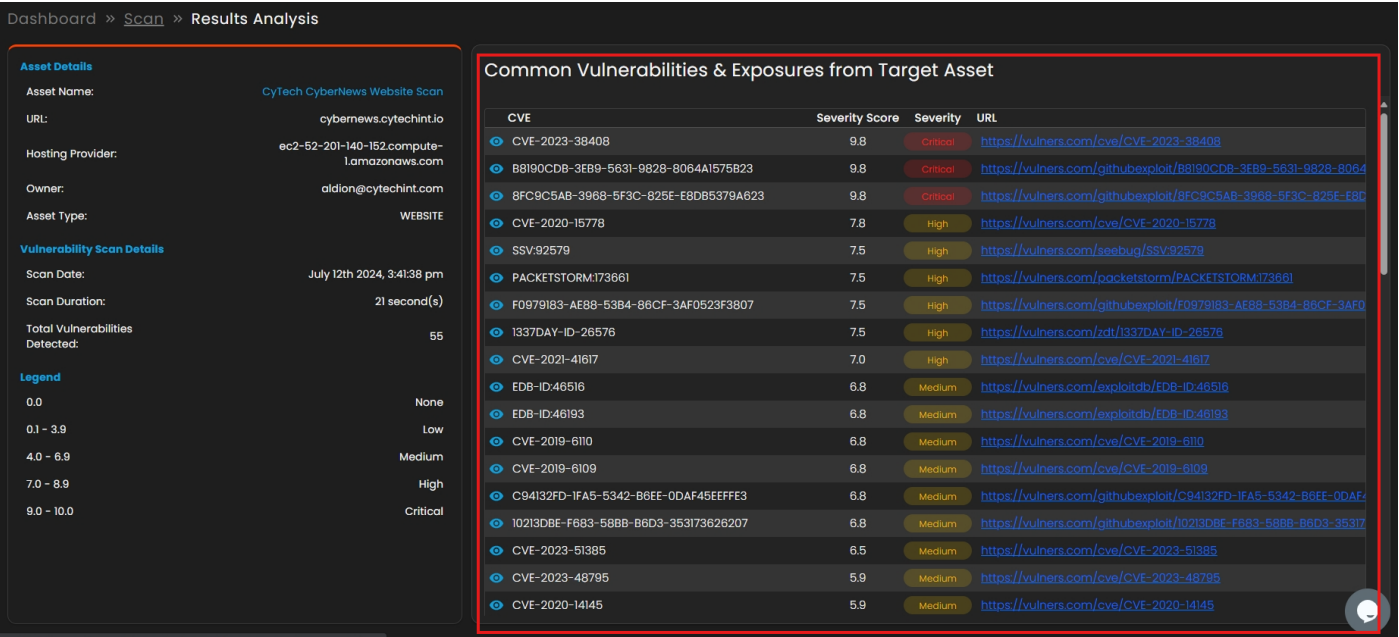 Dashboard » Scan » Results Analysis
Asset Details
Asset Name: CyTech CyberNews Website Scan
URL: cybernews.cytechint.io
Hosting Provider: ec2-52-201-140-152.compute-
1.amazonaws.com
Owner: aldion@cytechint.com
Asset Type: WEBSITE
Vulnerability Scan Details
Scan Date: July 12th 2024, 3:41:38 pm
Scan Duration: 21 second(s)
Total Vulnerabilities
Detected: 55
Legend
0.0 None
0.1 - 3.9 Low
4.0 - 6.9 Medium
7.0 - 8.9 High
9.0 - 10.0 Critical
Common Vulnerabilities & Exposures from Target Asset
CVE Severity Score Severity URL
CVE-2023-38408 9.8 Critical https://vulners.com/cve/CVE-2023-38408
B8190CDB-3EB9-5631-9828-8064A1575B23 9.8 Critical https://vulners.com/githubexploit/B8190CDB-3EB9-5631-9828-8064
8FC9C5AB-3968-5F3C-825E-E8DB5379A623 9.8 Critical https://vulners.com/githubexploit/8FC9C5AB-3968-5F3C-825E-E8D
CVE-2020-15778 7.8 High https://vulners.com/cve/CVE-2020-15778
SSV:92579 7.5 High https://vulners.com/seebug/SSV:92579
PACKETSTORM:173661 7.5 High https://vulners.com/packetstorm/PACKETSTORM:173661
F0979183-AE88-53B4-86CF-3AF0523F3807 7.5 High https://vulners.com/githubexploit/F0979183-AE88-53B4-86CF-3AF0
1337DAY-ID-26576 7.5 High https://vulners.com/zdt/1337DAY-ID-26576
CVE-2021-41617 7.0 High https://vulners.com/cve/CVE-2021-41617
EDB-ID:46516 6.8 Medium https://vulners.com/exploitdb/EDB-ID:46516
EDB-ID:46193 6.8 Medium https://vulners.com/exploitdb/EDB-ID:46193
CVE-2019-6110 6.8 Medium https://vulners.com/cve/CVE-2019-6110
CVE-2019-6109 6.8 Medium https://vulners.com/cve/CVE-2019-6109
C94132FD-1FA5-5342-B6EE-0DAF45EEFFE3 6.8 Medium https://vulners.com/githubexploit/C94132FD-1FA5-5342-B6EE-0DAF4
10213DBE-F683-58BB-B6D3-353173626207 6.8 Medium https://vulners.com/githubexploit/10213DBE-F683-58BB-B6D3-35317
CVE-2023-51385 6.5 Medium https://vulners.com/cve/CVE-2023-51385
CVE-2023-48795 5.9 Medium https://vulners.com/cve/CVE-2023-48795
CVE-2020-14145 5.9 Medium https://vulners.com/cve/CVE-2020-14145